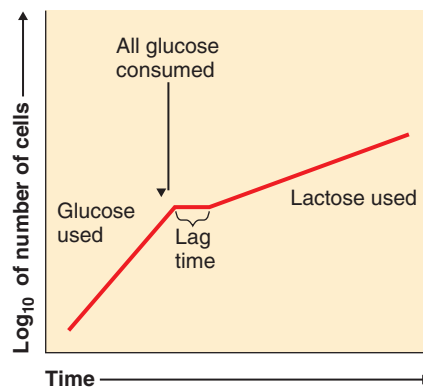 All glucose
consumed
Glucose
used
Lactose used
Lag
time
Log10 of number of cells
Time